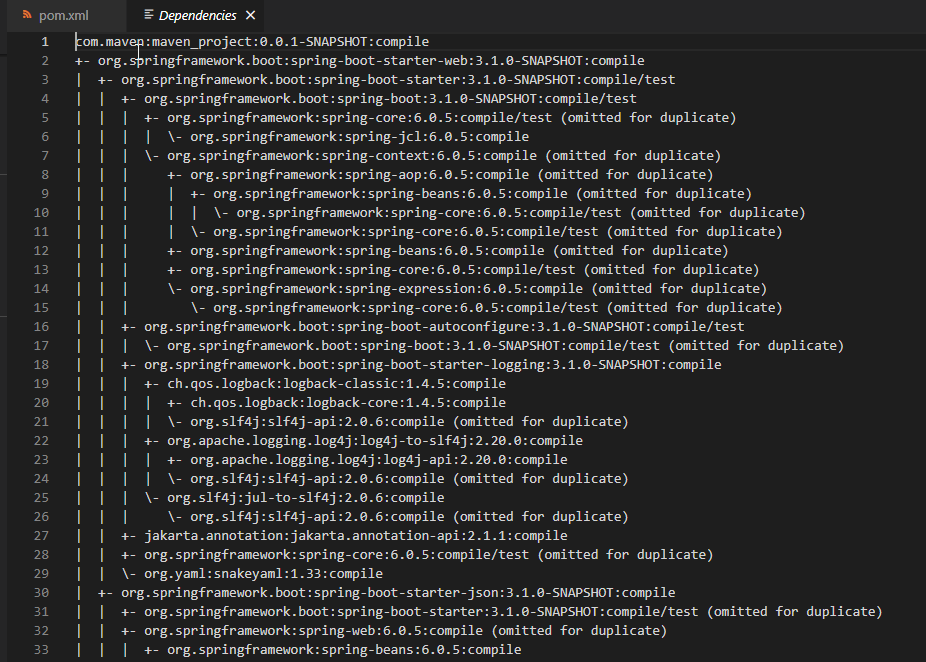 pom.xml
Dependencies
1 com.maven:maven_project:0.0.1-SNAPSHOT:compile
2 +- org.springframework.boot:spring-boot-starter-web:3.1.0-SNAPSHOT:compile
3 | +- org.springframework.boot:spring-boot-starter:3.1.0-SNAPSHOT:compile/test
4 | | +- org.springframework.boot:spring-boot:3.1.0-SNAPSHOT:compile/test
5 | | | +- org.springframework:spring-core:6.0.5:compile/test (omitted for duplicate)
6 | | | | \- org.springframework:spring-jcl:6.0.5:compile
7 | | | \- org.springframework:spring-context:6.0.5:compile (omitted for duplicate)
8 | | |    +- org.springframework:spring-aop:6.0.5:compile (omitted for duplicate)
9 | | |    | +- org.springframework:spring-beans:6.0.5:compile (omitted for duplicate)
10 | | |    | | \- org.springframework:spring-core:6.0.5:compile/test (omitted for duplicate)
11 | | |    | \- org.springframework:spring-core:6.0.5:compile/test (omitted for duplicate)
12 | | |    +- org.springframework:spring-beans:6.0.5:compile (omitted for duplicate)
13 | | |    +- org.springframework:spring-core:6.0.5:compile/test (omitted for duplicate)
14 | | |    \- org.springframework:spring-expression:6.0.5:compile (omitted for duplicate)
15 | | |       \- org.springframework:spring-core:6.0.5:compile/test (omitted for duplicate)
16 | | +- org.springframework.boot:spring-boot-autoconfigure:3.1.0-SNAPSHOT:compile/test
17 | | | \- org.springframework.boot:spring-boot:3.1.0-SNAPSHOT:compile/test (omitted for duplicate)
18 | | +- org.springframework.boot:spring-boot-starter-logging:3.1.0-SNAPSHOT:compile
19 | | | +- ch.qos.logback:logback-classic:1.4.5:compile
20 | | | | +- ch.qos.logback:logback-core:1.4.5:compile
21 | | | | \- org.slf4j:slf4j-api:2.0.6:compile (omitted for duplicate)
22 | | | +- org.apache.logging.log4j:log4j-to-slf4j:2.20.0:compile
23 | | | | +- org.apache.logging.log4j:log4j-api:2.20.0:compile
24 | | | | \- org.slf4j:slf4j-api:2.0.6:compile (omitted for duplicate)
25 | | | \- org.slf4j:jul-to-slf4j:2.0.6:compile
26 | | |    \- org.slf4j:slf4j-api:2.0.6:compile (omitted for duplicate)
27 | | +- jakarta.annotation:jakarta.annotation-api:2.1.1:compile
28 | | +- org.springframework:spring-core:6.0.5:compile/test (omitted for duplicate)
29 | | \- org.yaml:snakeyaml:1.33:compile
30 | +- org.springframework.boot:spring-boot-starter-json:3.1.0-SNAPSHOT:compile
31 | | +- org.springframework.boot:spring-boot-starter:3.1.0-SNAPSHOT:compile/test (omitted for duplicate)
32 | | +- org.springframework:spring-web:6.0.5:compile (omitted for duplicate)
33 | | | +- org.springframework:spring-beans:6.0.5:compile